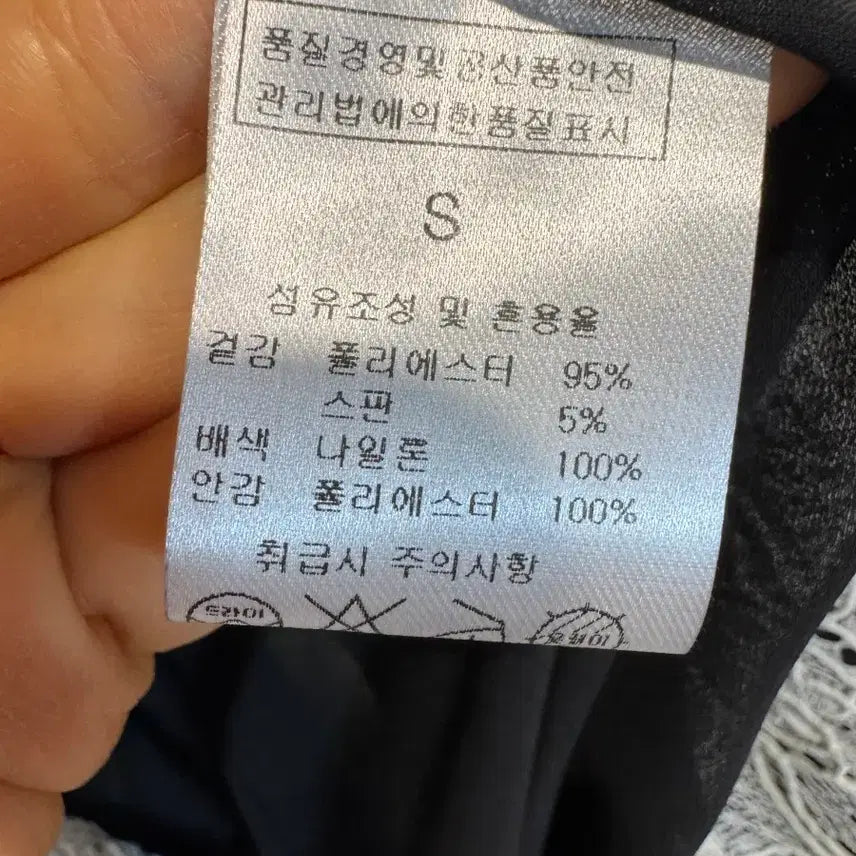 품질경영및공산품안전
관리법에의한품질표시
S
섬유조성 및 혼용율
겉감 폴리에스터 95%
스판 5%
배색 나일론 100%
안감 폴리에스터 100%
취급시 주의사항
드라이